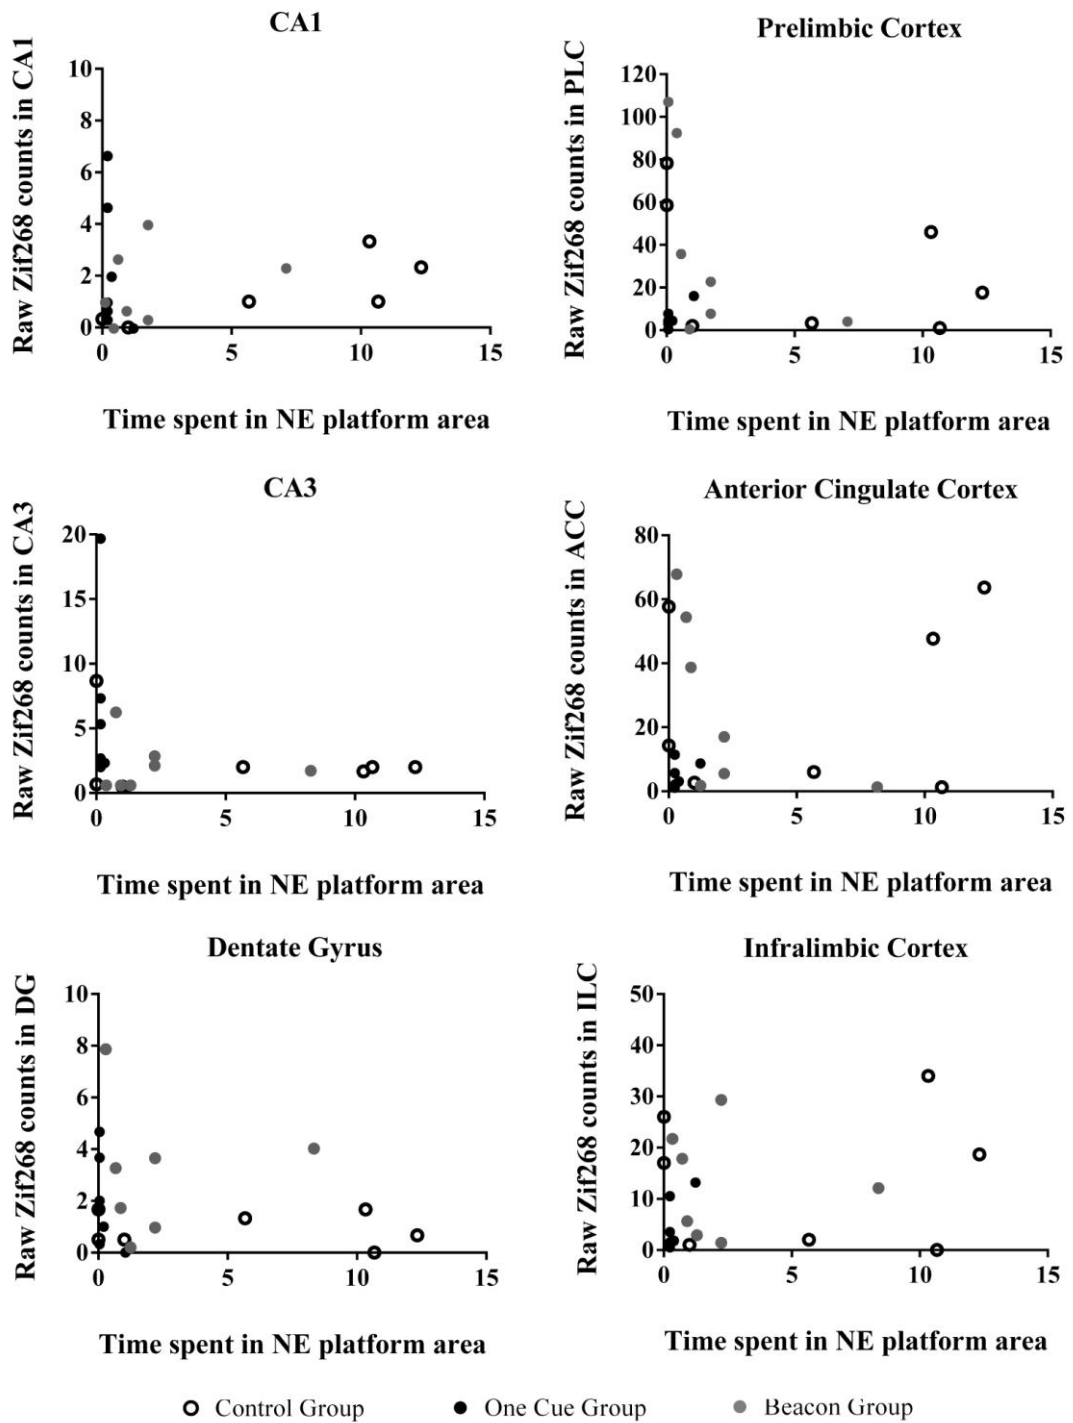 CA1
Raw Zif268 counts in CA1
10
8
6
4
2
0
0 5 10 15
Time spent in NE platform area
Prelimbic Cortex
Raw Zif268 counts in PLC
120
100
80
60
40
20
0
0 5 10 15
Time spent in NE platform area
CA3
Raw Zif268 counts in CA3
20
15
10
5
0
0 5 10 15
Time spent in NE platform area
Anterior Cingulate Cortex
Raw Zif268 counts in ACC
80
60
40
20
0
0 5 10 15
Time spent in NE platform area
Dentate Gyrus
Raw Zif268 counts in DG
10
8
6
4
2
0
0 5 10 15
Time spent in NE platform area
Infralimbic Cortex
Raw Zif268 counts in ILC
50
40
30
20
10
0
0 5 10 15
Time spent in NE platform area
Control Group One Cue Group Beacon Group